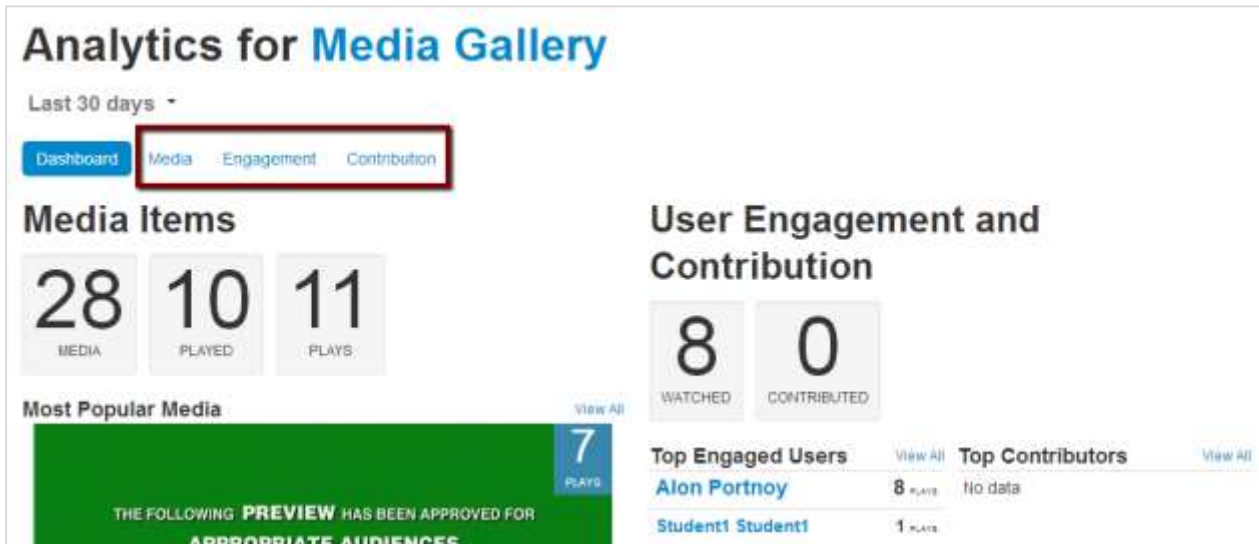 Analytics for Media Gallery
Last 30 days
Dashboard Media Engagement Contribution
Media Items
28 10 11
MEDIA PLAYED PLAYS
Most Popular Media View All
7
PLAYS
THE FOLLOWING PREVIEW HAS BEEN APPROVED FOR
APPROPRIATE AUDIENCES
User Engagement and
Contribution
8 0
WATCHED CONTRIBUTED
Top Engaged Users View All
Alon Portnoy 8 PLAYS
Student1 Student1 1 PLAYS
Top Contributors View All
No data